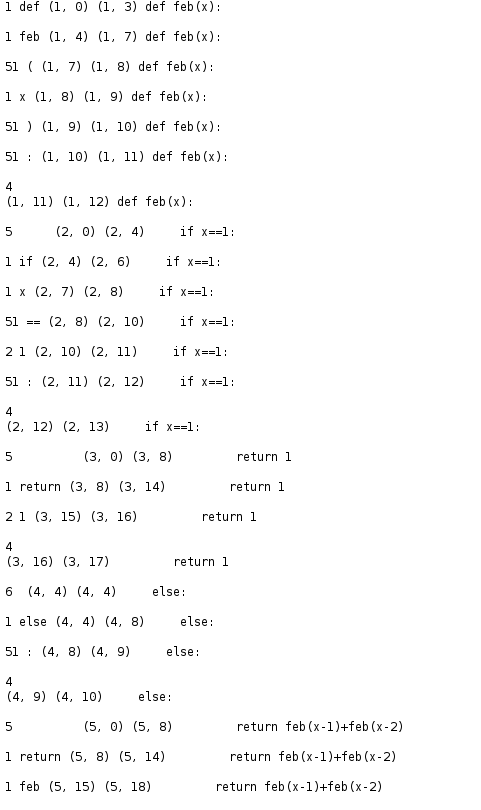 1 def (1, 0) (1, 3) def feb(x):
1 feb (1, 4) (1, 7) def feb(x):
51 ( (1, 7) (1, 8) def feb(x):
1 x (1, 8) (1, 9) def feb(x):
51 ) (1, 9) (1, 10) def feb(x):
51 : (1, 10) (1, 11) def feb(x):
4
(1, 11) (1, 12) def feb(x):
5      (2, 0) (2, 4)     if x==1:
1 if (2, 4) (2, 6)     if x==1:
1 x (2, 7) (2, 8)     if x==1:
51 == (2, 8) (2, 10)     if x==1:
2 1 (2, 10) (2, 11)     if x==1:
51 : (2, 11) (2, 12)     if x==1:
4
(2, 12) (2, 13)     if x==1:
5          (3, 0) (3, 8)         return 1
1 return (3, 8) (3, 14)         return 1
2 1 (3, 15) (3, 16)         return 1
4
(3, 16) (3, 17)         return 1
6  (4, 4) (4, 4)     else:
1 else (4, 4) (4, 8)     else:
51 : (4, 8) (4, 9)     else:
4
(4, 9) (4, 10)     else:
5          (5, 0) (5, 8)         return feb(x-1)+feb(x-2)
1 return (5, 8) (5, 14)         return feb(x-1)+feb(x-2)
1 feb (5, 15) (5, 18)         return feb(x-1)+feb(x-2)